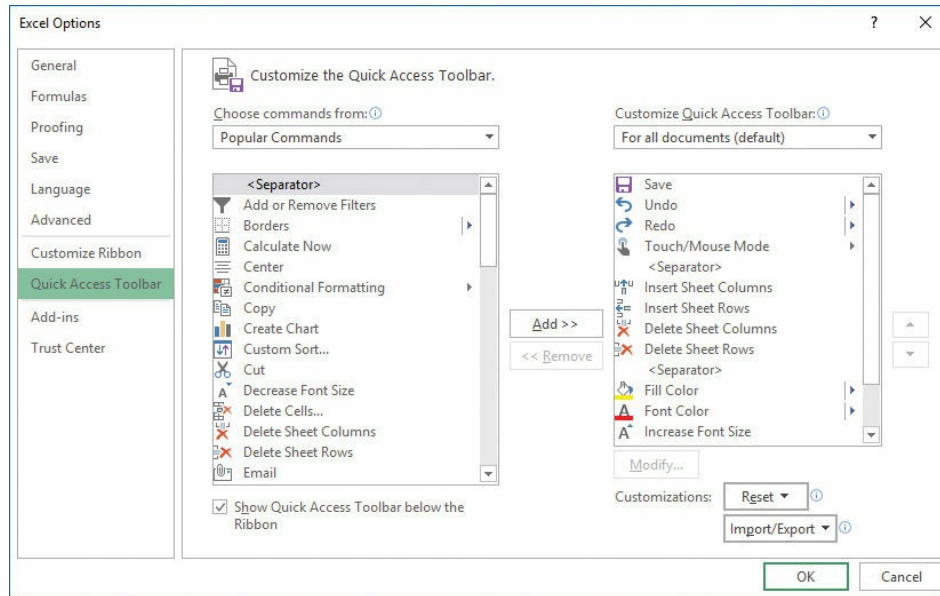 Excel Options
?
General
Formulas
Proofing
Save
Language
Advanced
Customize Ribbon
Quick Access Toolbar
Add-ins
Trust Center
Customize the Quick Access Toolbar.
Choose commands from:
Popular Commands
<Separator>
Add or Remove Filters
Borders
Calculate Now
Center
Conditional Formatting
Copy
Create Chart
Custom Sort...
Cut
Decrease Font Size
Delete Cells...
Delete Sheet Columns
Delete Sheet Rows
Email
Show Quick Access Toolbar below the
Ribbon
Add >>
<< Remove
Customize Quick Access Toolbar:
For all documents (default)
Save
Undo
Redo
Touch/Mouse Mode
<Separator>
Insert Sheet Columns
Insert Sheet Rows
Delete Sheet Columns
Delete Sheet Rows
<Separator>
Fill Color
Font Color
Increase Font Size
Modify...
Customizations:
Reset
Import/Export
OK
Cancel